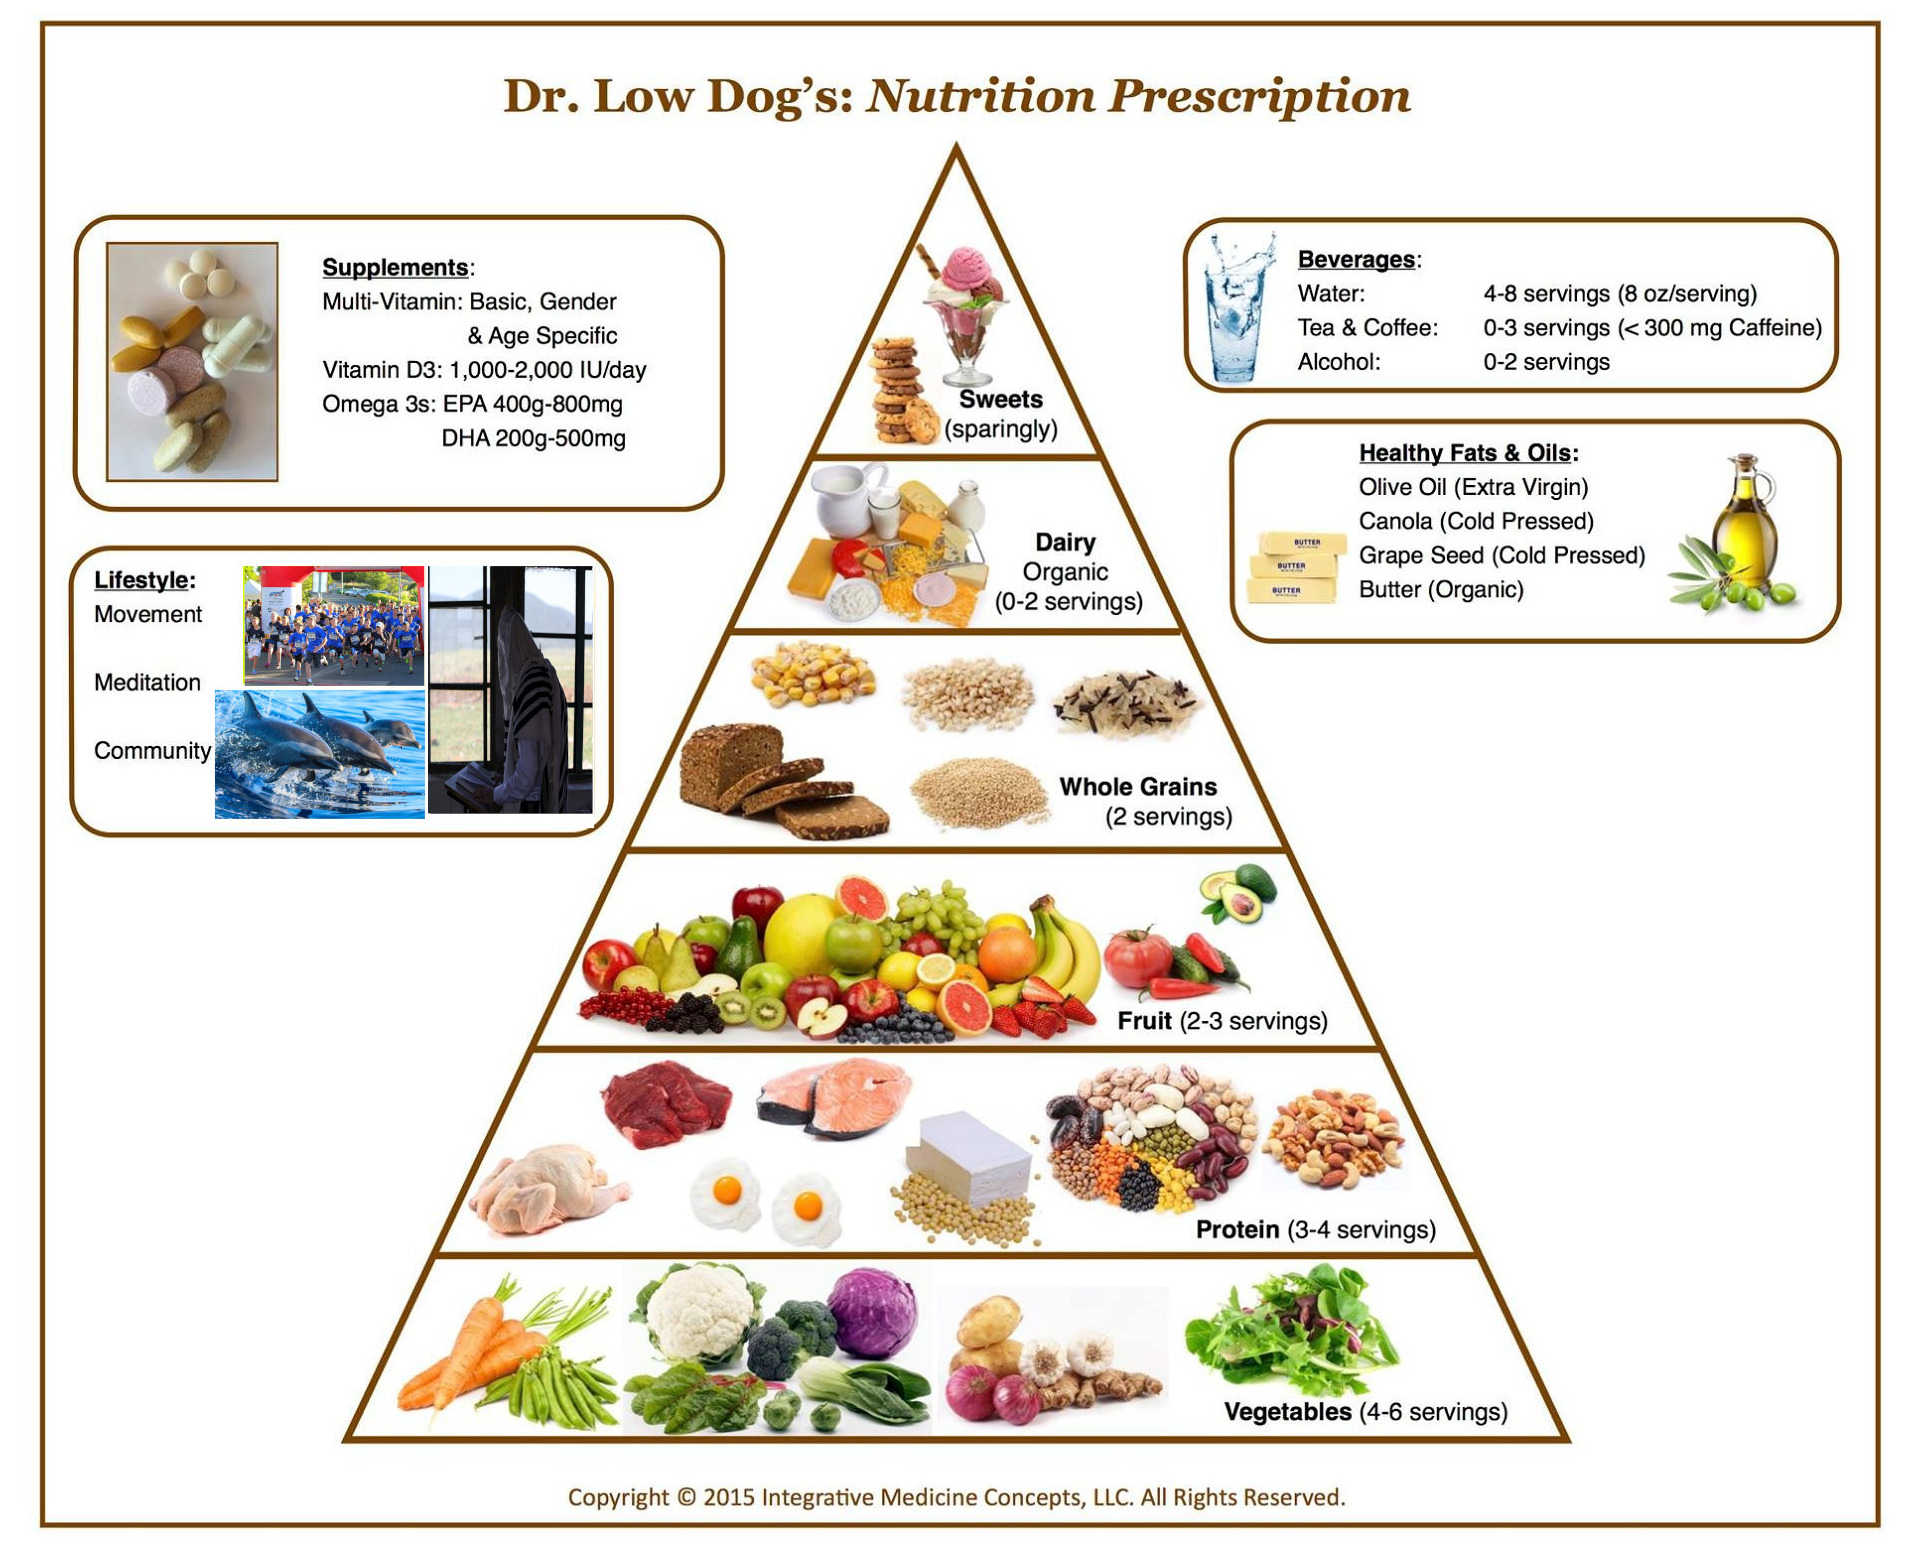 Dr. Low Dog's: Nutrition Prescription
Supplements:
Multi-Vitamin: Basic, Gender
& Age Specific
Vitamin D3: 1,000-2,000 IU/day
Omega 3s: EPA 400g-800mg
DHA 200g-500mg
Lifestyle:
Movement
Meditation
Community
Beverages:
Water: 4-8 servings (8 oz/serving)
Tea & Coffee: 0-3 servings (< 300 mg Caffeine)
Alcohol: 0-2 servings
Healthy Fats & Oils:
Olive Oil (Extra Virgin)
Canola (Cold Pressed)
Grape Seed (Cold Pressed)
Butter (Organic)
BUTTER
BUTTER
BUTTER
Sweets
(sparingly)
Dairy
Organic
(0-2 servings)
Whole Grains
(2 servings)
Fruit (2-3 servings)
Protein (3-4 servings)
Vegetables (4-6 servings)
Copyright © 2015 Integrative Medicine Concepts, LLC. All Rights Reserved.